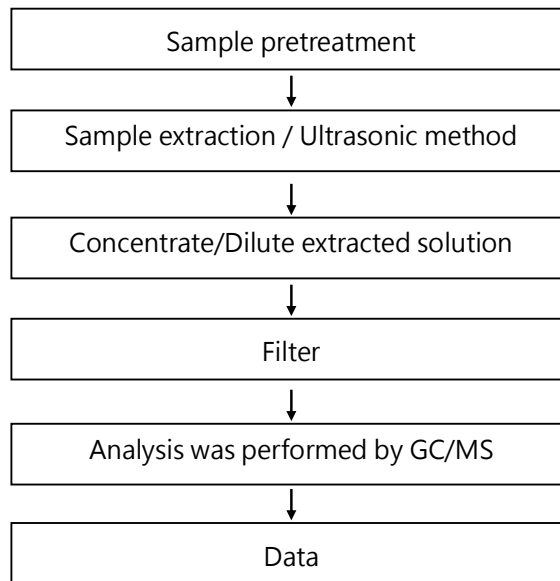 Sample pretreatment
Sample extraction / Ultrasonic method
Concentrate/Dilute extracted solution
Filter
Analysis was performed by GC/MS
Data